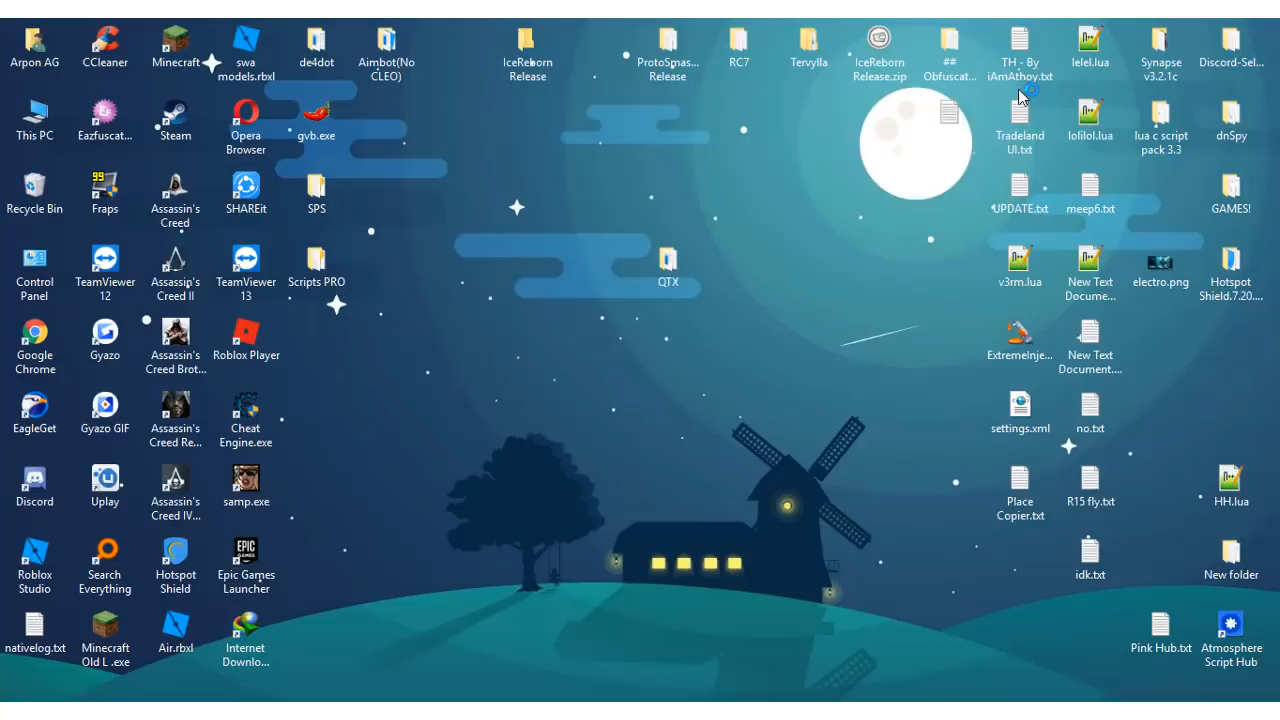 Arpon AG
CCleaner
Minecraft
swa
models.rbxl
de4dot
Aimbot(No
CLEO)
IceReborn
Release
ProtoSmas...
Release
RC7
Tervylla
IceReborn
Release.zip
##
Obfuscat...
TH - By
iAmAthoy.txt
lelel.lua
Synapse
v3.2.1c
Discord-Sel...
This PC
Eazfuscat...
Steam
Opera
Browser
gvb.exe
Tradeland
UI.txt
lolilol.lua
lua c script
pack 3.3
dnSpy
Recycle Bin
99
Fraps
Assassin's
Creed
SHAREit
SPS
UPDATE.txt
meep6.txt
GAMES!
Control
Panel
TeamViewer
12
Assassin's
Creed II
TeamViewer
13
Scripts PRO
QTX
v3rm.lua
New Text
Docume...
electro.png
Hotspot
Shield.7.20....
Google
Chrome
Gyazo
Assassin's
Creed Brot...
Roblox Player
ExtremeInje...
New Text
Document....
EagleGet
Gyazo GIF
Assassin's
Creed Re...
Cheat
Engine.exe
settings.xml
no.txt
Discord
Uplay
Assassin's
Creed IV...
samp.exe
Place
Copier.txt
R15 fly.txt
HH.lua
Roblox
Studio
Search
Everything
Hotspot
Shield
EPIC
GAMES
Epic Games
Launcher
idk.txt
New folder
nativelog.txt
Minecraft
Old L .exe
Air.rbxl
Internet
Downlo...
Pink Hub.txt
Atmosphere
Script Hub